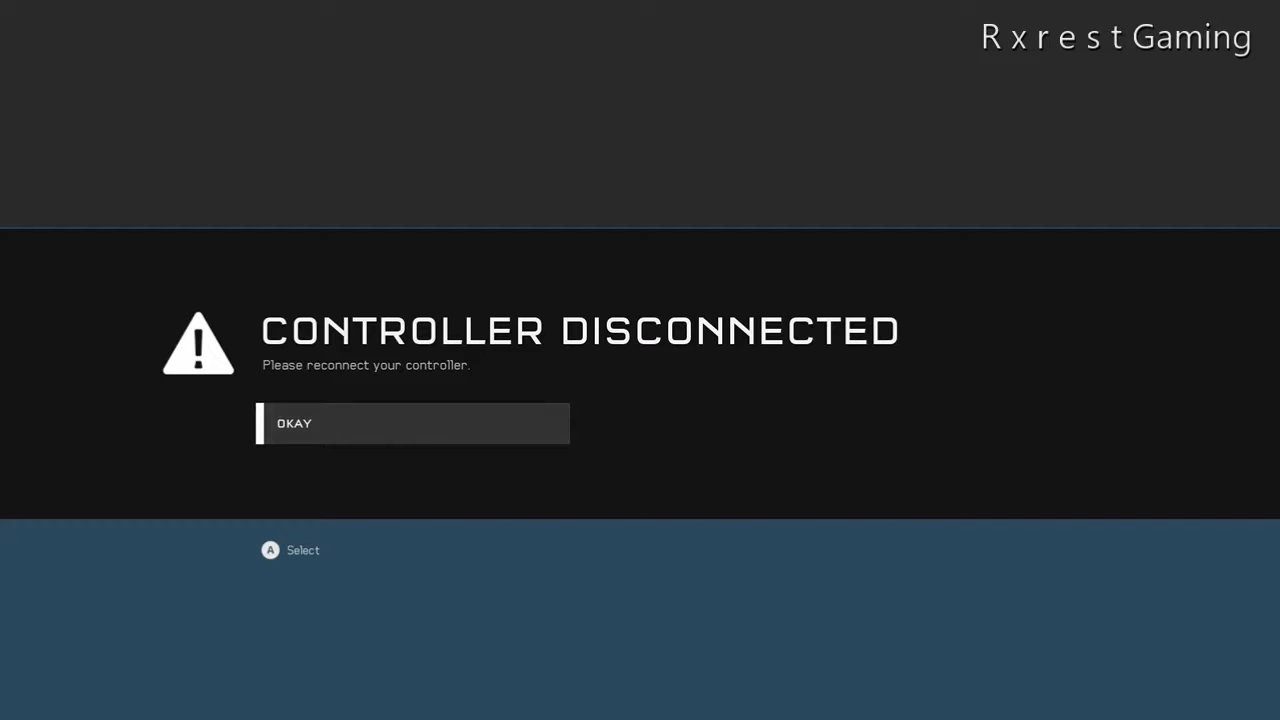 R x r e s t Gaming
CONTROLLER DISCONNECTED
Please reconnect your controller.
OKAY
A Select